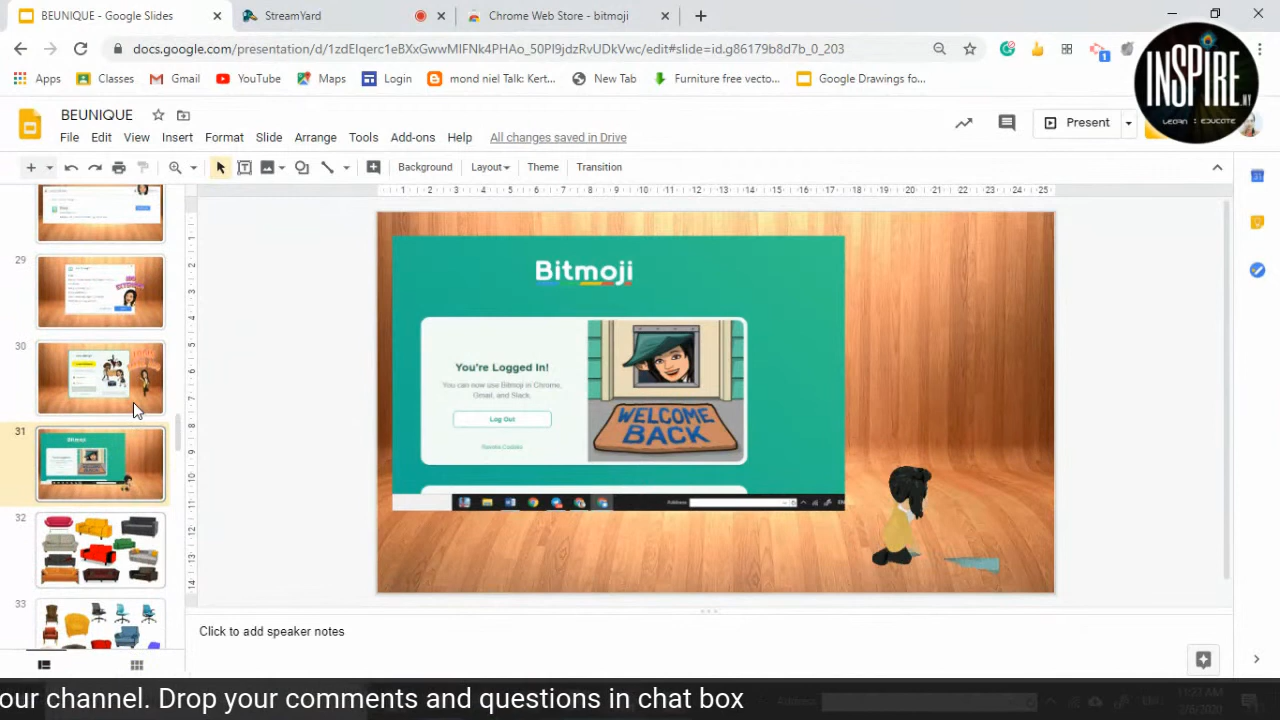 BEUNIQUE - Google Slides
StreamYard
Chrome Web Store - bitmoji
docs.google.com/presentation/d/1zdElqerc1eBXxGwwMIFNk4PHAo_50PI9jdzRvUDkVwc/edit#slide=id.g86179b8d7b_0_203
Apps
Classes
Gmail
YouTube
Maps
Login
mond niel Talk: Kert...
New Tab
Furniture free vecto...
Google Drawings fo...
INSPIRE.MY
LEARN : EDUCATE
BEUNIQUE
File Edit View Insert Format Slide Arrange Tools Add-ons Help
All changes saved in Drive
Present
Background
Layout
Theme
Transition
29
30
31
32
33
Bitmoji
You're Logged In!
You can now use Bitmoji in Chrome,
Gmail, and Slack.
Log Out
WELCOME
BACK
Address
Click to add speaker notes
our channel. Drop your comments and questions in chat box